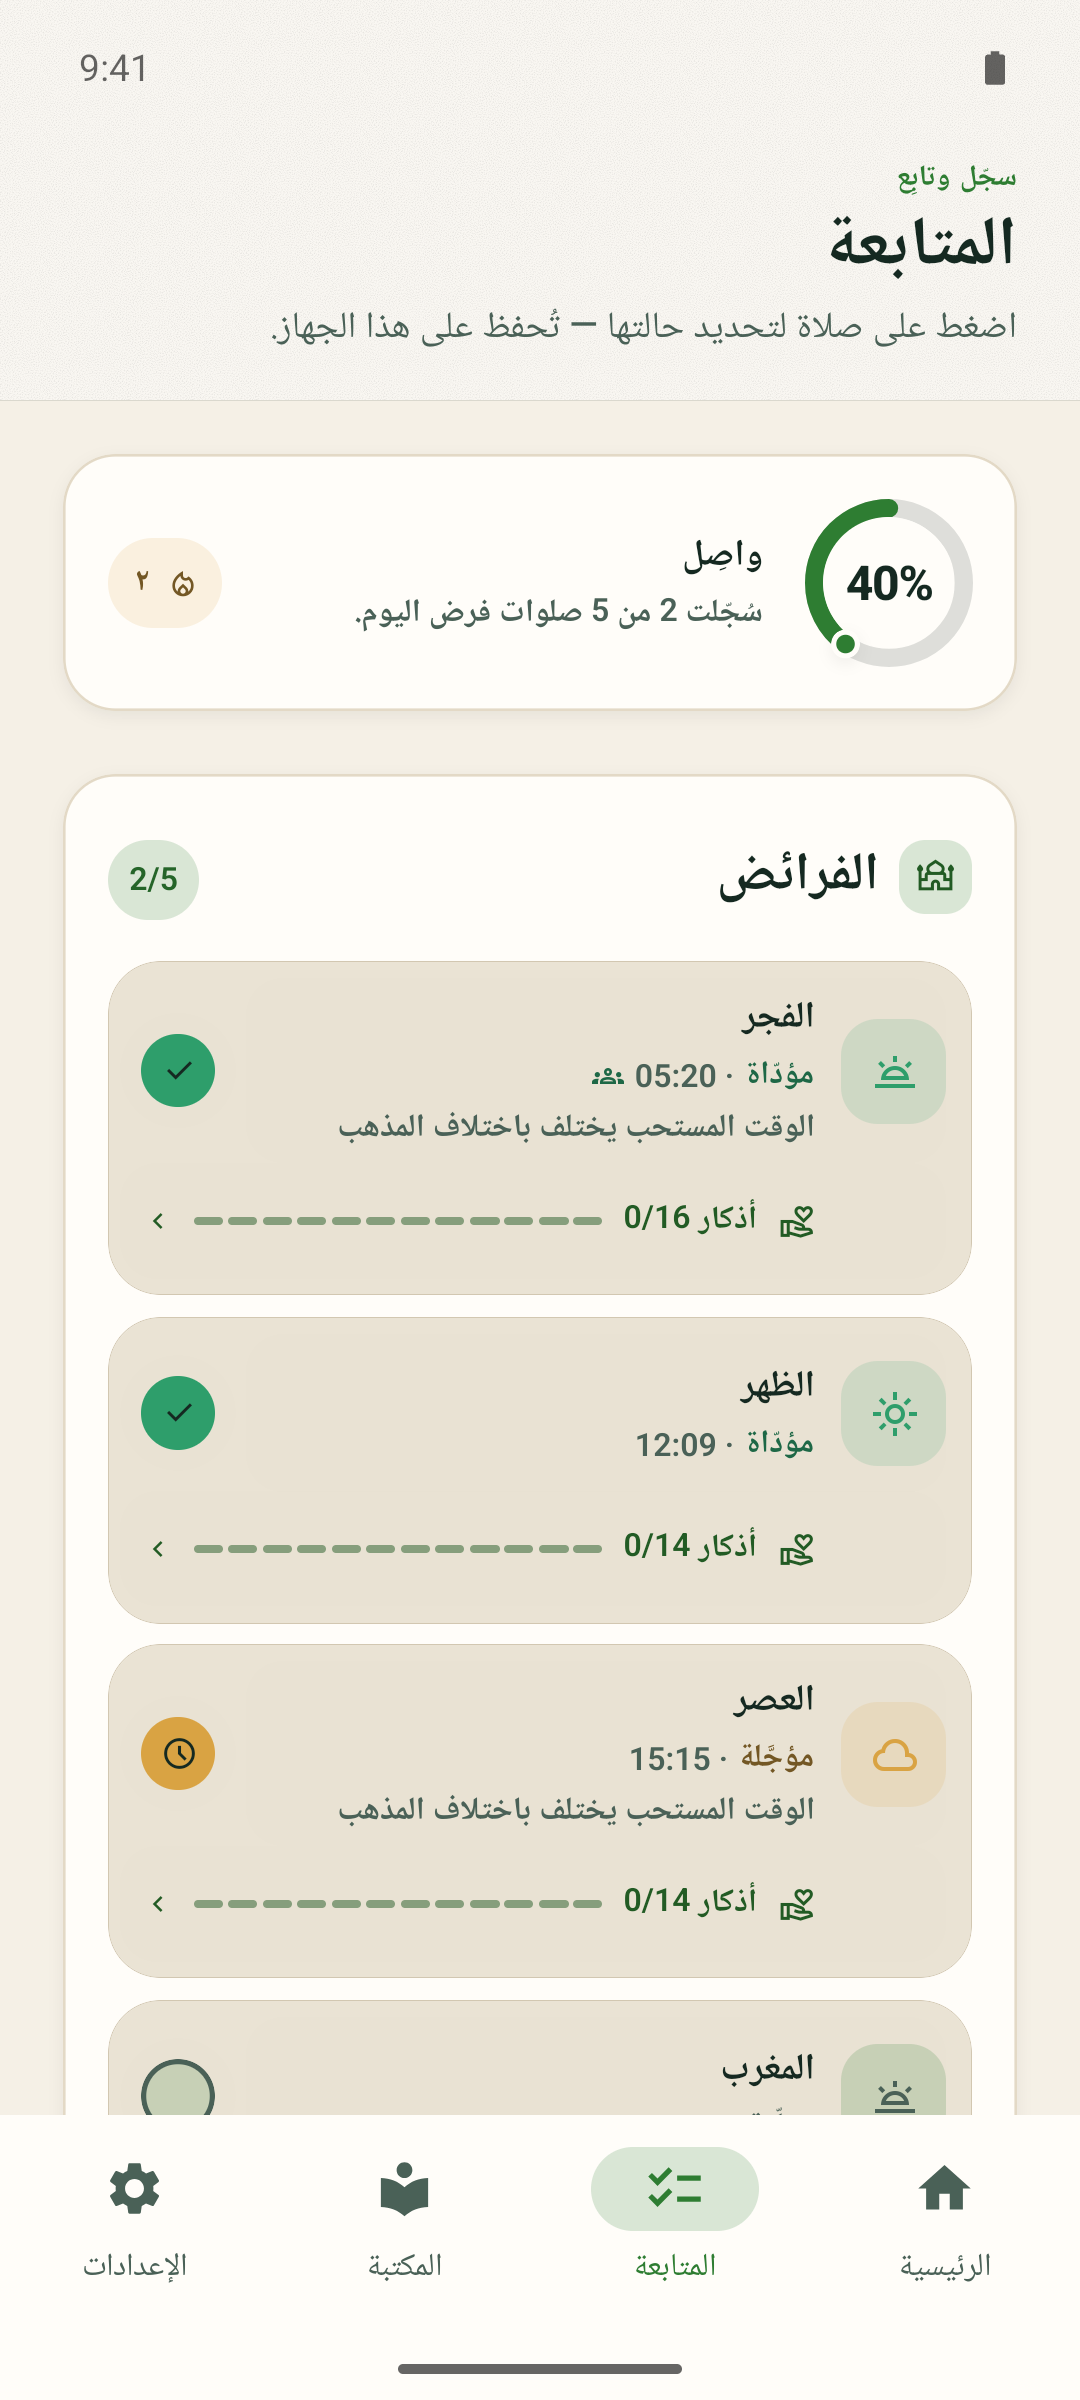 9:41
سجّل وتابِع
المتابعة
اضغط على صلاة لتحديد حالتها — تُحفظ على هذا الجهاز.
40%
واصِل
سُجّلت 2 من 5 صلوات فرض اليوم.
٢
الفرائض
2/5
الفجر
مؤدّاة · 05:20
الوقت المستحب يختلف باختلاف المذهب
أذكار 0/16
الظهر
مؤدّاة · 12:09
أذكار 0/14
العصر
مؤجَّلة · 15:15
الوقت المستحب يختلف باختلاف المذهب
أذكار 0/14
المغرب
الرئيسية
المتابعة
المكتبة
الإعدادات